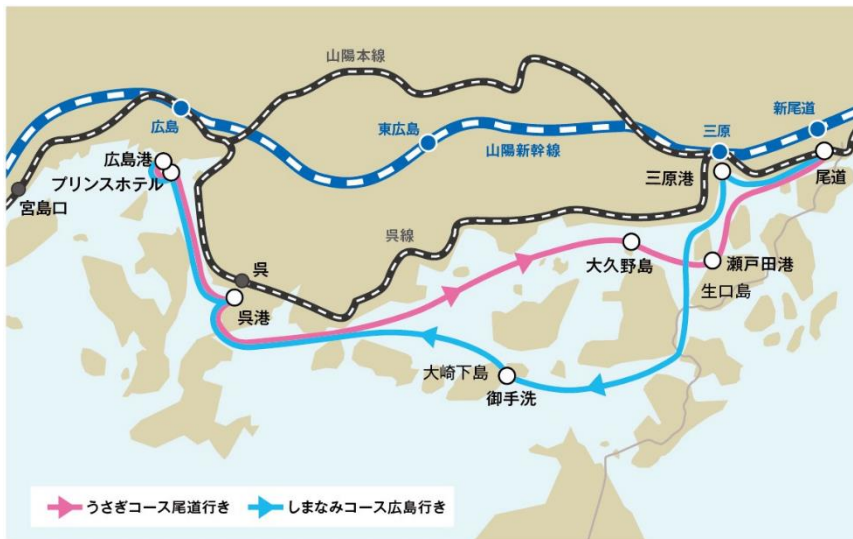 山陽本線
新尾道
広島
東広島
三原
山陽新幹線
広島港
プリンスホテル
宮島口
三原港
尾道
呉線
呉
大久野島
瀬戸田港
生口島
呉港
大崎下島
御手洗
うさぎコース尾道行き
しまなみコース広島行き